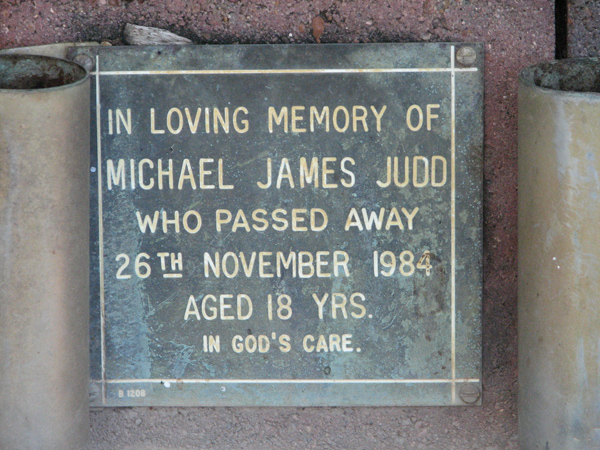 IN LOVING MEMORY OF
MICHAEL JAMES JUDD
WHO PASSED AWAY
26TH NOVEMBER 1984
AGED 18 YRS.
IN GOD'S CARE.
B 1208